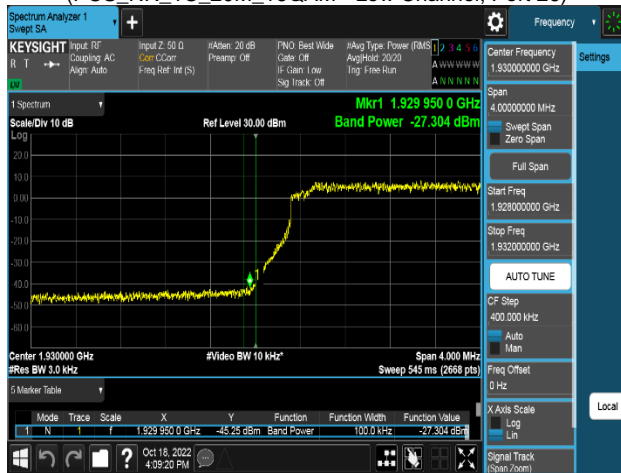 Spectrum Analyzer 1
Swept SA
+
Frequency
KEYSIGHT
R T
LXI
Input: RF
Coupling: AC
Align: Auto
Input Z: 50 Ω
Corr CCorr
Freq Ref: Int (S)
#Atten: 20 dB
Preamp: Off
PNO: Best Wide
Gate: Off
IF Gain: Low
Sig Track: Off
#Avg Type: Power (RMS
Avg|Hold: 20/20
Trig: Free Run
1 2 3 4 5 6
A W W W W W
A N N N N N
1 Spectrum
Scale/Div 10 dB
Ref Level 30.00 dBm
Mkr1 1.929 950 0 GHz
Band Power -27.304 dBm
Log
20.0
10.0
0.00
-10.0
-20.0
-30.0
-40.0
-50.0
-60.0
1
Center 1.930000 GHz
#Res BW 3.0 kHz
#Video BW 10 kHz*
Span 4.000 MHz
Sweep 545 ms (2668 pts)
5 Marker Table
Mode Trace Scale X Y Function Function Width Function Value
1 N 1 f 1.929 950 0 GHz -45.25 dBm Band Power 100.0 kHz -27.304 dBm
Oct 18, 2022
4:09:20 PM
Center Frequency
1.930000000 GHz
Span
4.00000000 MHz
Swept Span
Zero Span
Full Span
Start Freq
1.928000000 GHz
Stop Freq
1.932000000 GHz
AUTO TUNE
CF Step
400.000 kHz
Auto
Man
Freq Offset
0 Hz
X Axis Scale
Log
Lin
Signal Track
(Span Zoom)
Settings
Local